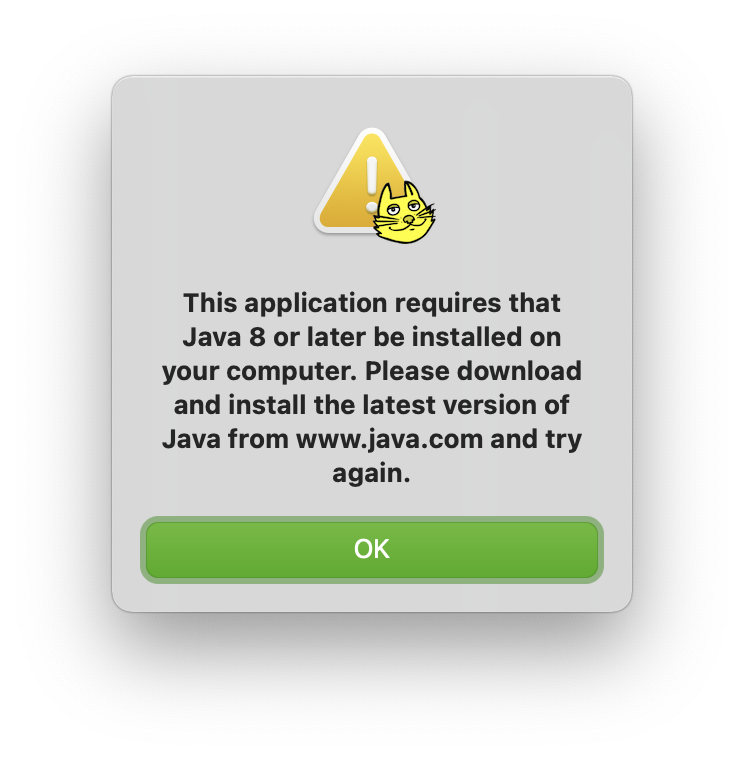 This application requires that
Java 8 or later be installed on
your computer. Please download
and install the latest version of
Java from www.java.com and try
again.
OK